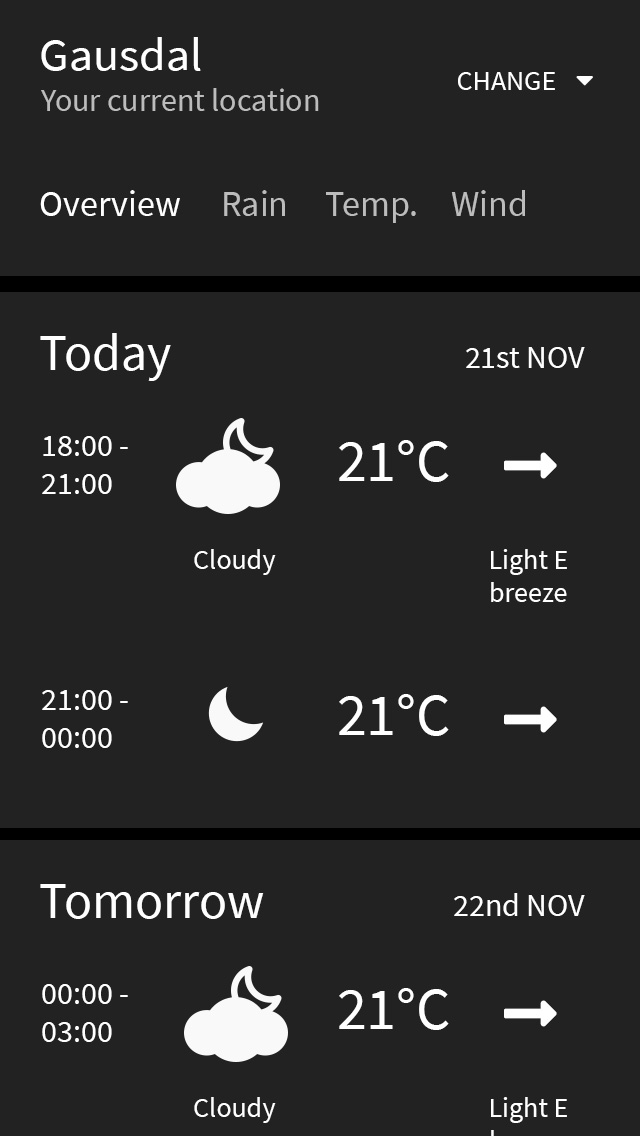 Gausdal
Your current location
CHANGE
Overview Rain Temp. Wind
Today
21st NOV
18:00 -
21:00
21°C
Cloudy
Light E
breeze
21:00 -
00:00
21°C
Tomorrow
22nd NOV
00:00 -
03:00
21°C
Cloudy
Light E